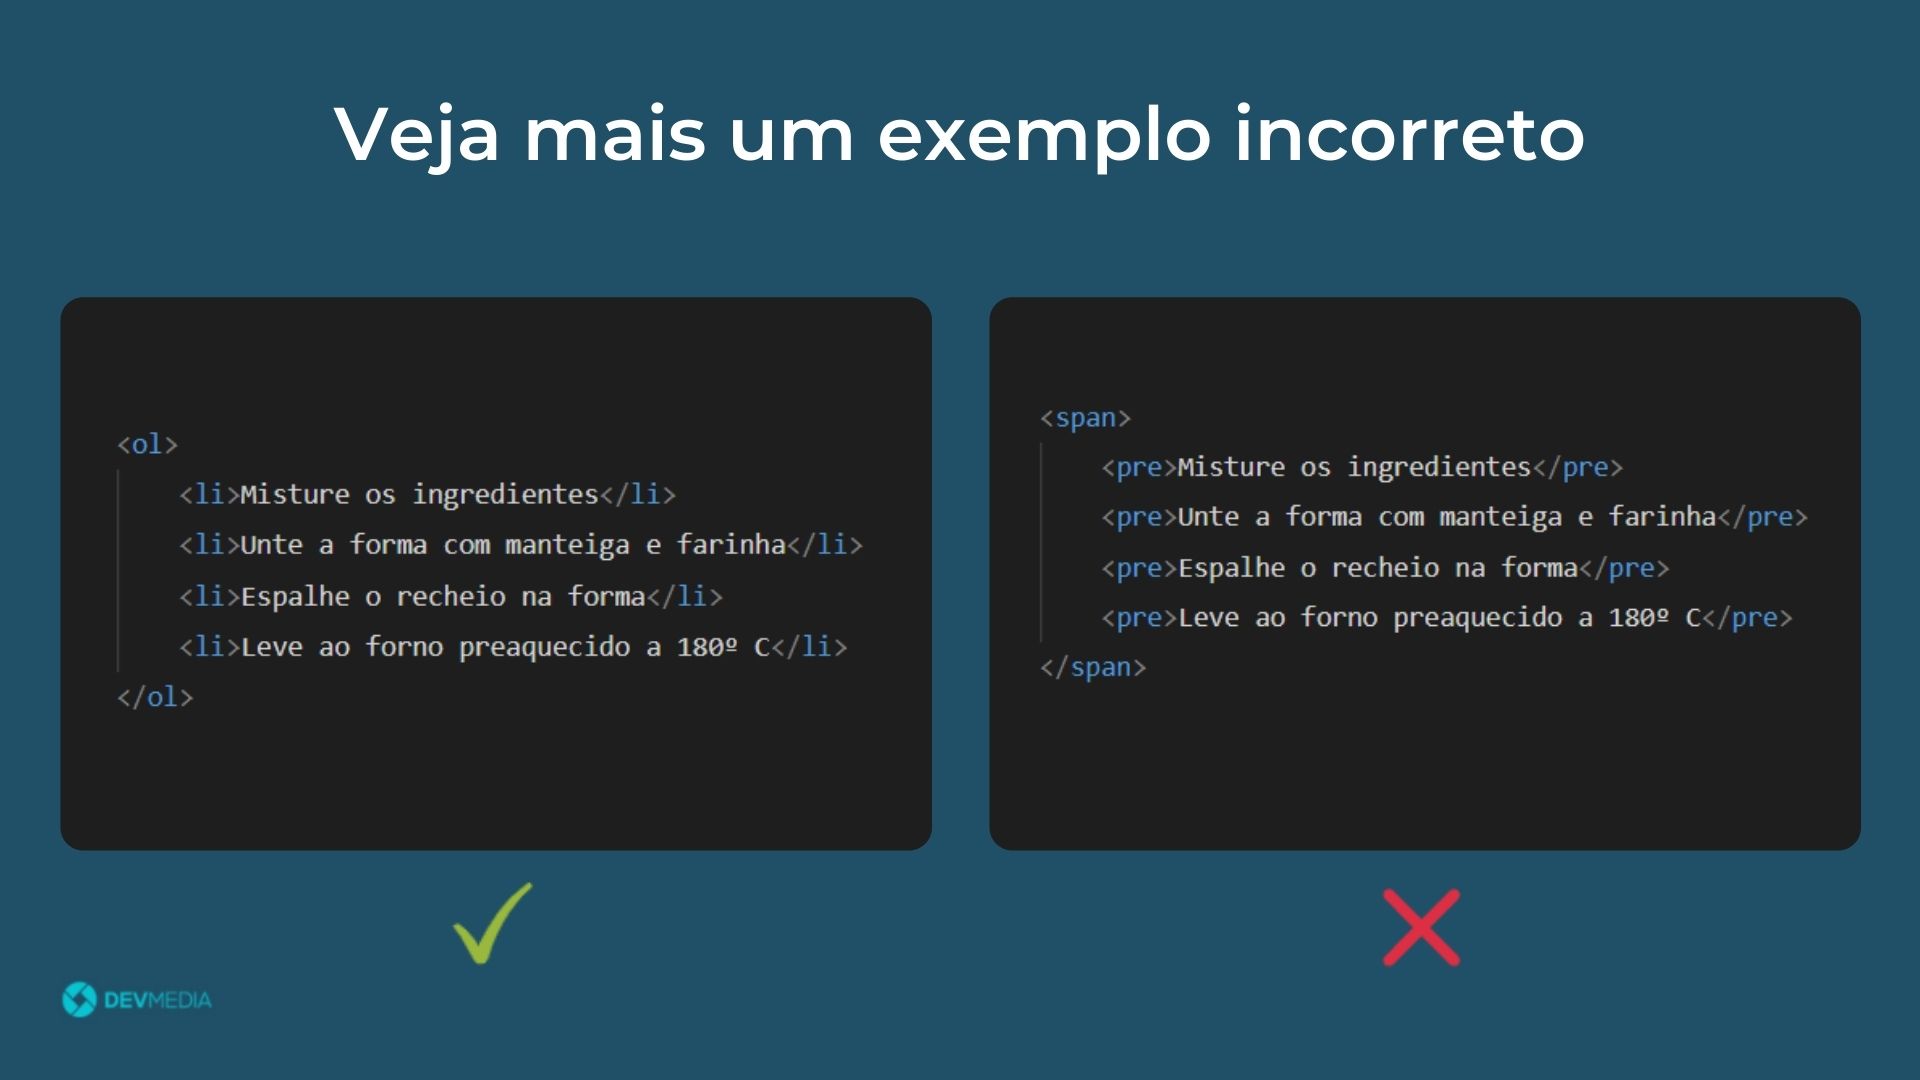 Veja mais um exemplo incorreto
<ol>
<li>Misture os ingredientes</li>
<li>Unte a forma com manteiga e farinha</li>
<li>Espalhe o recheio na forma</li>
<li>Leve ao forno preaquecido a 180º C</li>
</ol>
<span>
<pre>Misture os ingredientes</pre>
<pre>Unte a forma com manteiga e farinha</pre>
<pre>Espalhe o recheio na forma</pre>
<pre>Leve ao forno preaquecido a 180º C</pre>
</span>
DEVMEDIA